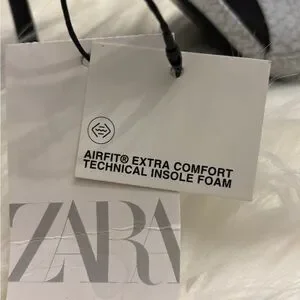 AIRFIT® EXTRA COMFORT
TECHNICAL INSOLE FOAM
ZARA